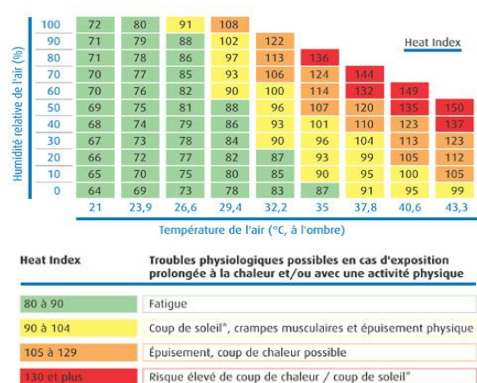 100 72 80 91 108
90 71 79 88 102 122
Heat Index
80 71 78 86 97 113 136
70 70 77 85 93 106 124 144
60 70 76 82 90 100 114 132 149
50 69 75 81 88 96 107 120 135 150
40 68 74 79 86 93 101 110 123 137
30 67 73 78 84 90 96 104 113 123
20 66 72 77 82 87 93 99 105 112
10 65 70 75 80 85 90 95 100 105
0 64 69 73 78 83 87 91 95 99
Humidité relative de l'air (%)
21 23,9 26,6 29,4 32,2 35 37,8 40,6 43,3
Température de l'air (°C, à l'ombre)
Heat Index
Troubles physiologiques possibles en cas d'exposition
prolongée à la chaleur et/ou avec une activité physique
80 à 90 Fatigue
90 à 104 Coup de soleil*, crampes musculaires et épuisement physique
105 à 129 Épuisement, coup de chaleur possible
130 et plus Risque élevé de coup de chaleur / coup de soleil*